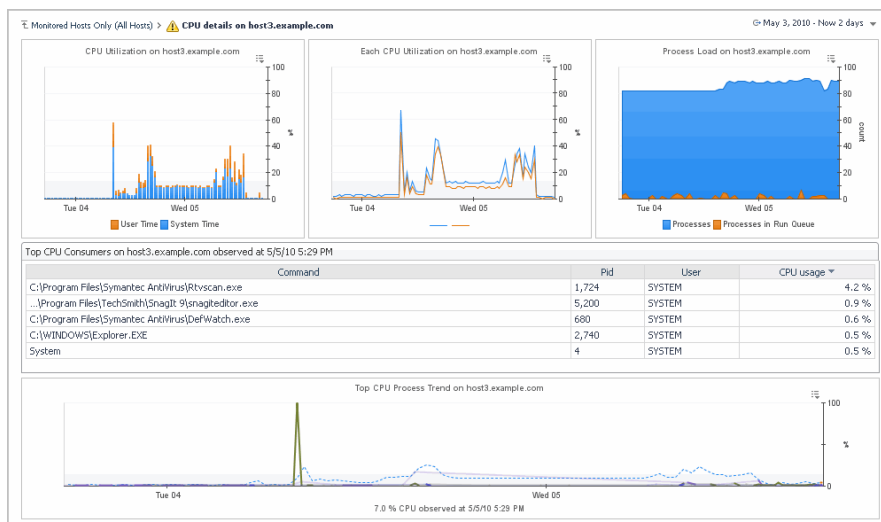 Monitored Hosts Only (All Hosts) > CPU details on host3.example.com
May 3, 2010 - Now 2 days
CPU Utilization on host3.example.com
100
80
60
40
20
0
%
Tue 04 Wed 05
User Time System Time
Each CPU Utilization on host3.example.com
100
80
60
40
20
0
%
Tue 04 Wed 05
Process Load on host3.example.com
100
80
60
40
20
0
count
Tue 04 Wed 05
Processes Processes in Run Queue
Top CPU Consumers on host3.example.com observed at 5/5/10 5:29 PM
Command Pid User CPU usage
C:\Program Files\Symantec AntiVirus\Rtvscan.exe 1,724 SYSTEM 4.2 %
...\Program Files\TechSmith\SnagIt 9\snagiteditor.exe 5,200 SYSTEM 0.9 %
C:\Program Files\Symantec AntiVirus\DefWatch.exe 680 SYSTEM 0.6 %
C:\WINDOWS\Explorer.EXE 2,740 SYSTEM 0.5 %
System 4 SYSTEM 0.5 %
Top CPU Process Trend on host3.example.com
100
0
%
Tue 04 Wed 05
7.0 % CPU observed at 5/5/10 5:29 PM